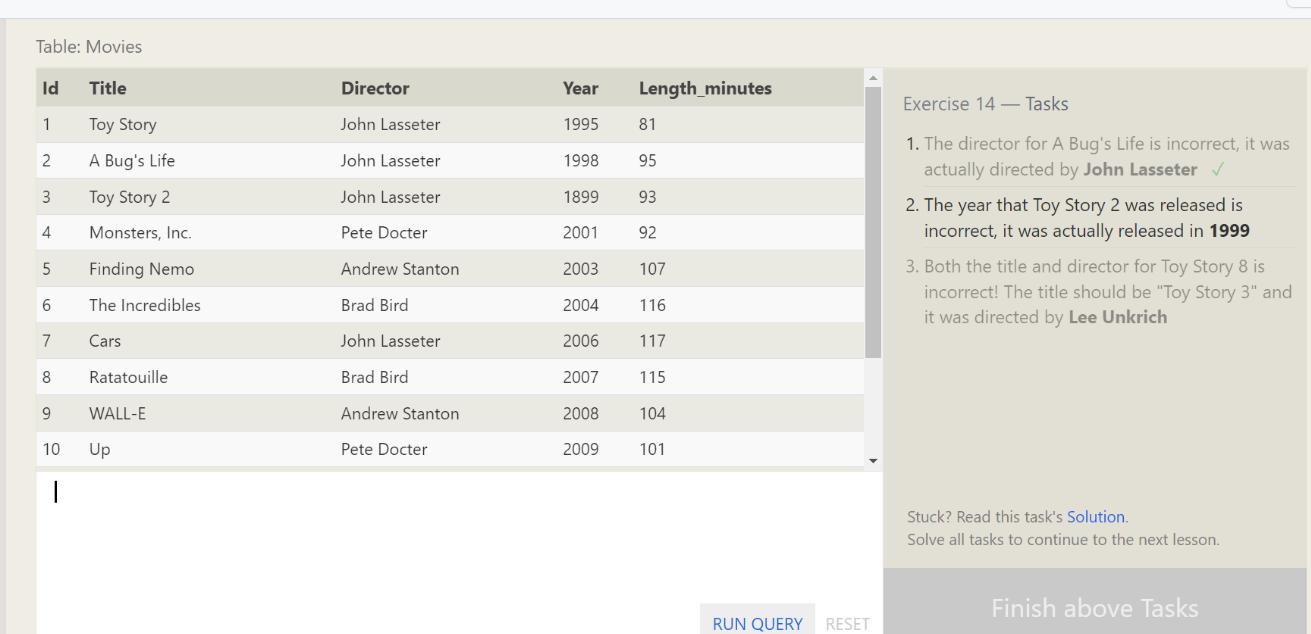 Table: Movies
Id Title Director Year Length_minutes
1 Toy Story John Lasseter 1995 81
2 A Bug's Life John Lasseter 1998 95
3 Toy Story 2 John Lasseter 1899 93
4 Monsters, Inc. Pete Docter 2001 92
5 Finding Nemo Andrew Stanton 2003 107
6 The Incredibles Brad Bird 2004 116
7 Cars John Lasseter 2006 117
8 Ratatouille Brad Bird 2007 115
9 WALL-E Andrew Stanton 2008 104
10 Up Pete Docter 2009 101
RUN QUERY RESET
Exercise 14 — Tasks
1. The director for A Bug's Life is incorrect, it was
actually directed by John Lasseter ✓
2. The year that Toy Story 2 was released is
incorrect, it was actually released in 1999
3. Both the title and director for Toy Story 8 is
incorrect! The title should be "Toy Story 3" and
it was directed by Lee Unkrich
Stuck? Read this task's Solution.
Solve all tasks to continue to the next lesson.
Finish above Tasks